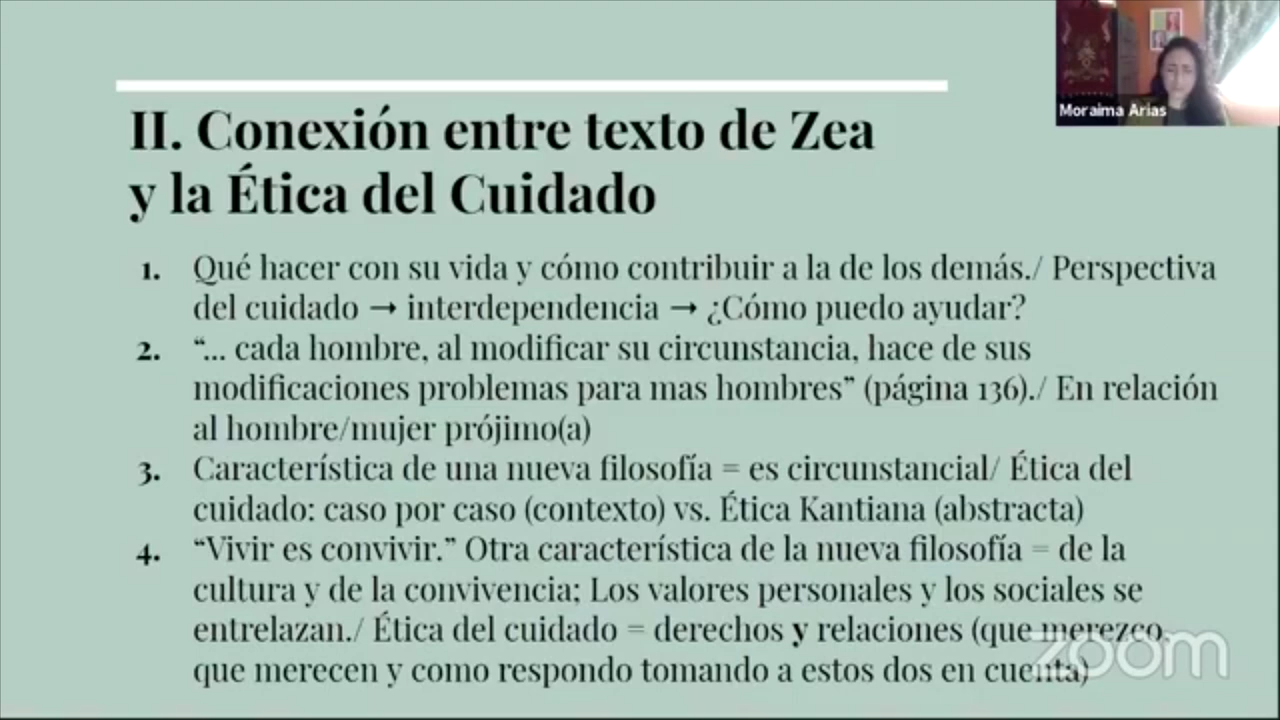 Moraima Arias
II. Conexión entre texto de Zea
y la Ética del Cuidado
1. Qué hacer con su vida y cómo contribuir a la de los demás./ Perspectiva
del cuidado → interdependencia → ¿Cómo puedo ayudar?
2. “... cada hombre, al modificar su circunstancia, hace de sus
modificaciones problemas para mas hombres” (página 136)./ En relación
al hombre/mujer prójimo(a)
3. Característica de una nueva filosofía = es circunstancial/ Ética del
cuidado: caso por caso (contexto) vs. Ética Kantiana (abstracta)
4. “Vivir es convivir.” Otra característica de la nueva filosofía = de la
cultura y de la convivencia; Los valores personales y los sociales se
entrelazan./ Ética del cuidado = derechos y relaciones (que merezco,
que merecen y como respondo tomando a estos dos en cuenta)
zoom